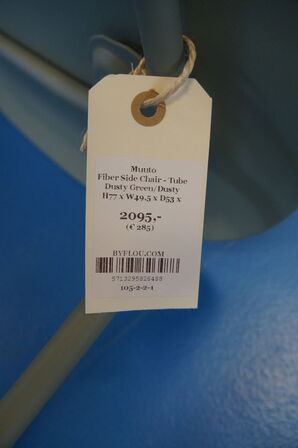 Muuto
Fiber Side Chair - Tube
Dusty Green/Dusty
H77 x W49,5 x D53 x
2095,-
(€ 285)
BYFLOU.COM
5713295826488
105-2-2-1